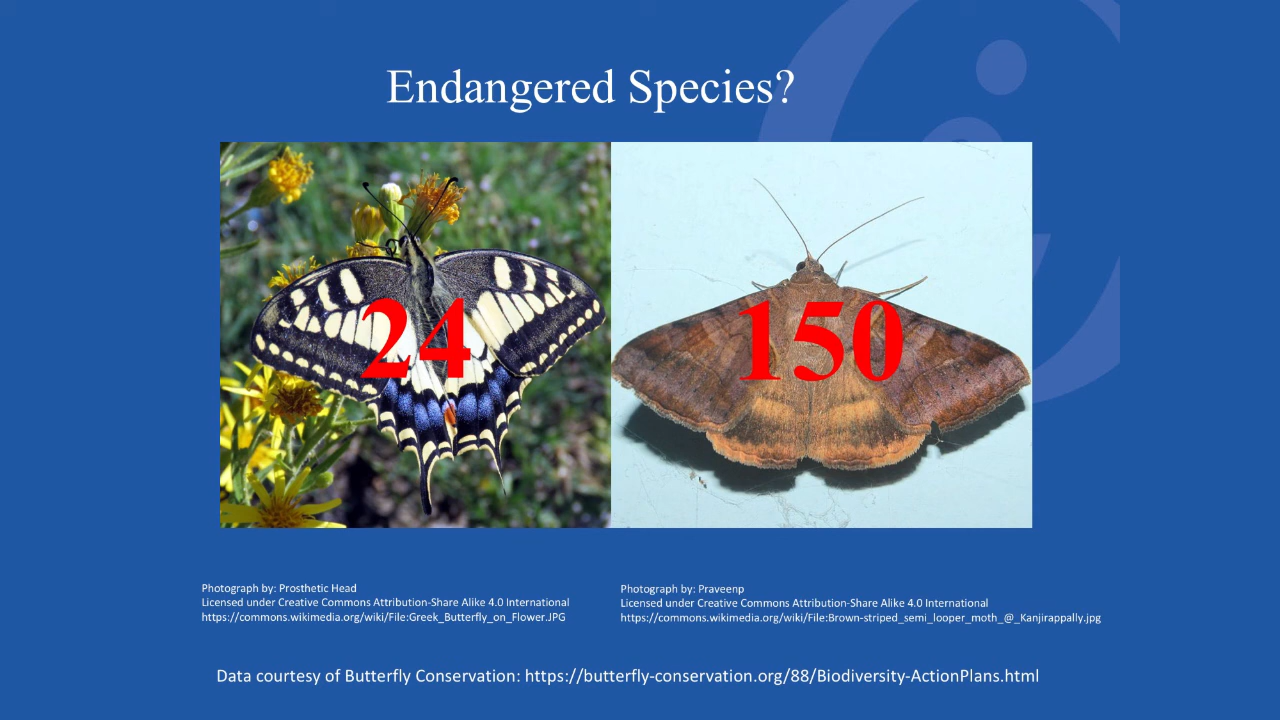 Endangered Species?
24
150
Photograph by: Prosthetic Head
Licensed under Creative Commons Attribution-Share Alike 4.0 International
https://commons.wikimedia.org/wiki/File:Greek_Butterfly_on_Flower.JPG
Photograph by: Praveenp
Licensed under Creative Commons Attribution-Share Alike 4.0 International
https://commons.wikimedia.org/wiki/File:Brown-striped_semi_looper_moth_@_Kanjirappally.jpg
Data courtesy of Butterfly Conservation: https://butterfly-conservation.org/88/Biodiversity-ActionPlans.html